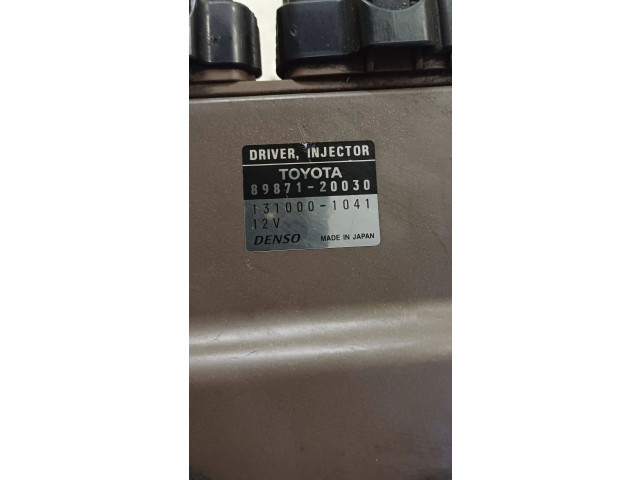 DRIVER, INJECTOR
TOYOTA
89871-20030
131000-1041
12V
DENSO MADE IN JAPAN